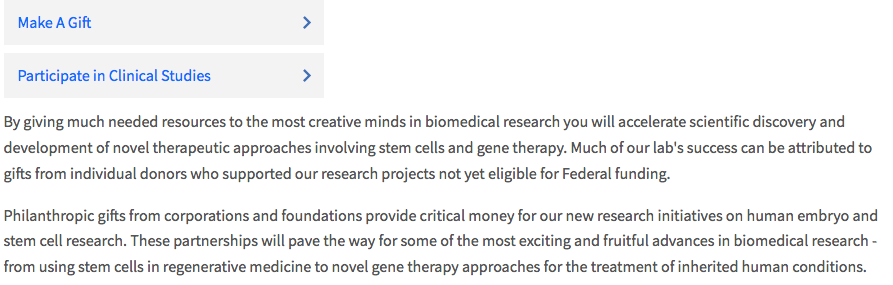 Make A Gift
Participate in Clinical Studies
By giving much needed resources to the most creative minds in biomedical research you will accelerate scientific discovery and
development of novel therapeutic approaches involving stem cells and gene therapy. Much of our lab's success can be attributed to
gifts from individual donors who supported our research projects not yet eligible for Federal funding.
Philanthropic gifts from corporations and foundations provide critical money for our new research initiatives on human embryo and
stem cell research. These partnerships will pave the way for some of the most exciting and fruitful advances in biomedical research -
from using stem cells in regenerative medicine to novel gene therapy approaches for the treatment of inherited human conditions.